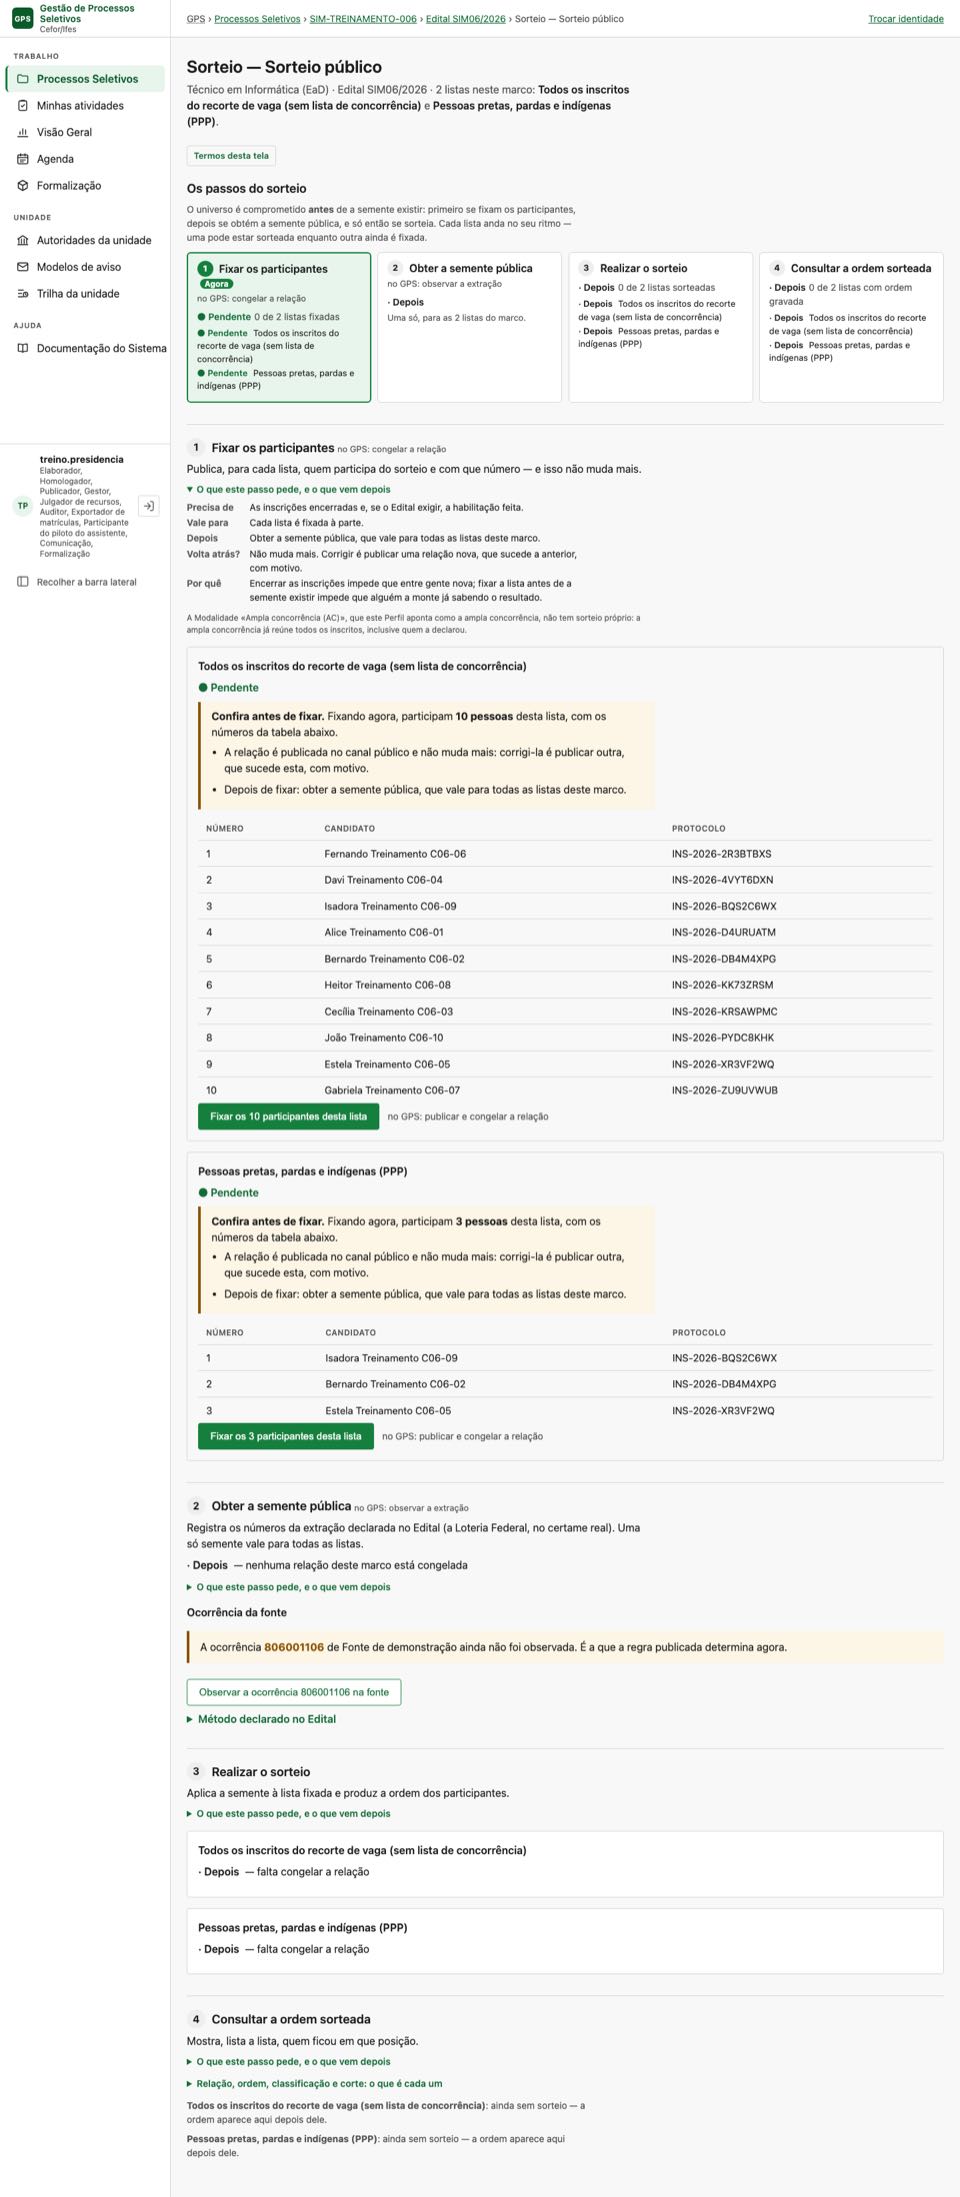 GPS
Gestão de Processos
Seletivos
Cefor/Ifes
GPS › Processos Seletivos › SIM-TREINAMENTO-006 › Edital SIM06/2026 › Sorteio — Sorteio público
Trocar identidade
TRABALHO
Processos Seletivos
Minhas atividades
Visão Geral
Agenda
Formalização
UNIDADE
Autoridades da unidade
Modelos de aviso
Trilha da unidade
AJUDA
Documentação do Sistema
TP
treino.presidencia
Elaborador,
Homologador,
Publicador, Gestor,
Julgador de recursos,
Auditor, Exportador de
matrículas, Participante
do piloto do assistente,
Comunicação,
Formalização
Recolher a barra lateral
Sorteio — Sorteio público
Técnico em Informática (EaD) · Edital SIM06/2026 · 2 listas neste marco: Todos os inscritos
do recorte de vaga (sem lista de concorrência) e Pessoas pretas, pardas e indígenas
(PPP).
Termos desta tela
Os passos do sorteio
O universo é comprometido antes de a semente existir: primeiro se fixam os participantes,
depois se obtém a semente pública, e só então se sorteia. Cada lista anda no seu ritmo —
uma pode estar sorteada enquanto outra ainda é fixada.
1 Fixar os participantes
Agora
no GPS: congelar a relação
● Pendente 0 de 2 listas fixadas
● Pendente Todos os inscritos do
recorte de vaga (sem lista de
concorrência)
● Pendente Pessoas pretas, pardas e
indígenas (PPP)
2 Obter a semente pública
no GPS: observar a extração
· Depois
Uma só, para as 2 listas do marco.
3 Realizar o sorteio
· Depois 0 de 2 listas sorteadas
· Depois Todos os inscritos do recorte
de vaga (sem lista de concorrência)
· Depois Pessoas pretas, pardas e
indígenas (PPP)
4 Consultar a ordem sorteada
· Depois 0 de 2 listas com ordem
gravada
· Depois Todos os inscritos do recorte
de vaga (sem lista de concorrência)
· Depois Pessoas pretas, pardas e
indígenas (PPP)
1 Fixar os participantes no GPS: congelar a relação
Publica, para cada lista, quem participa do sorteio e com que número — e isso não muda mais.
▼ O que este passo pede, e o que vem depois
Precisa de As inscrições encerradas e, se o Edital exigir, a habilitação feita.
Vale para Cada lista é fixada à parte.
Depois Obter a semente pública, que vale para todas as listas deste marco.
Volta atrás? Não muda mais. Corrigir é publicar uma relação nova, que sucede a anterior,
com motivo.
Por quê Encerrar as inscrições impede que entre gente nova; fixar a lista antes de a
semente existir impede que alguém a monte já sabendo o resultado.
A Modalidade «Ampla concorrência (AC)», que este Perfil aponta como a ampla concorrência, não tem sorteio próprio: a
ampla concorrência já reúne todos os inscritos, inclusive quem a declarou.
Todos os inscritos do recorte de vaga (sem lista de concorrência)
● Pendente
Confira antes de fixar. Fixando agora, participam 10 pessoas desta lista, com os
números da tabela abaixo.
• A relação é publicada no canal público e não muda mais: corrigi-la é publicar outra,
que sucede esta, com motivo.
• Depois de fixar: obter a semente pública, que vale para todas as listas deste marco.
NÚMERO CANDIDATO PROTOCOLO
1 Fernando Treinamento C06-06 INS-2026-2R3BTBXS
2 Davi Treinamento C06-04 INS-2026-4VYT6DXN
3 Isadora Treinamento C06-09 INS-2026-BQS2C6WX
4 Alice Treinamento C06-01 INS-2026-D4URUATM
5 Bernardo Treinamento C06-02 INS-2026-DB4M4XPG
6 Heitor Treinamento C06-08 INS-2026-KK73ZRSM
7 Cecília Treinamento C06-03 INS-2026-KRSAWPMC
8 João Treinamento C06-10 INS-2026-PYDC8KHK
9 Estela Treinamento C06-05 INS-2026-XR3VF2WQ
10 Gabriela Treinamento C06-07 INS-2026-ZU9UVWUB
Fixar os 10 participantes desta lista no GPS: publicar e congelar a relação
Pessoas pretas, pardas e indígenas (PPP)
● Pendente
Confira antes de fixar. Fixando agora, participam 3 pessoas desta lista, com os
números da tabela abaixo.
• A relação é publicada no canal público e não muda mais: corrigi-la é publicar outra,
que sucede esta, com motivo.
• Depois de fixar: obter a semente pública, que vale para todas as listas deste marco.
NÚMERO CANDIDATO PROTOCOLO
1 Isadora Treinamento C06-09 INS-2026-BQS2C6WX
2 Bernardo Treinamento C06-02 INS-2026-DB4M4XPG
3 Estela Treinamento C06-05 INS-2026-XR3VF2WQ
Fixar os 3 participantes desta lista no GPS: publicar e congelar a relação
2 Obter a semente pública no GPS: observar a extração
Registra os números da extração declarada no Edital (a Loteria Federal, no certame real). Uma
só semente vale para todas as listas.
· Depois — nenhuma relação deste marco está congelada
▶ O que este passo pede, e o que vem depois
Ocorrência da fonte
A ocorrência 806001106 de Fonte de demonstração ainda não foi observada. É a que a regra publicada determina agora.
Observar a ocorrência 806001106 na fonte
▶ Método declarado no Edital
3 Realizar o sorteio
Aplica a semente à lista fixada e produz a ordem dos participantes.
▶ O que este passo pede, e o que vem depois
Todos os inscritos do recorte de vaga (sem lista de concorrência)
· Depois — falta congelar a relação
Pessoas pretas, pardas e indígenas (PPP)
· Depois — falta congelar a relação
4 Consultar a ordem sorteada
Mostra, lista a lista, quem ficou em que posição.
▶ O que este passo pede, e o que vem depois
▶ Relação, ordem, classificação e corte: o que é cada um
Todos os inscritos do recorte de vaga (sem lista de concorrência): ainda sem sorteio — a
ordem aparece aqui depois dele.
Pessoas pretas, pardas e indígenas (PPP): ainda sem sorteio — a ordem aparece aqui
depois dele.